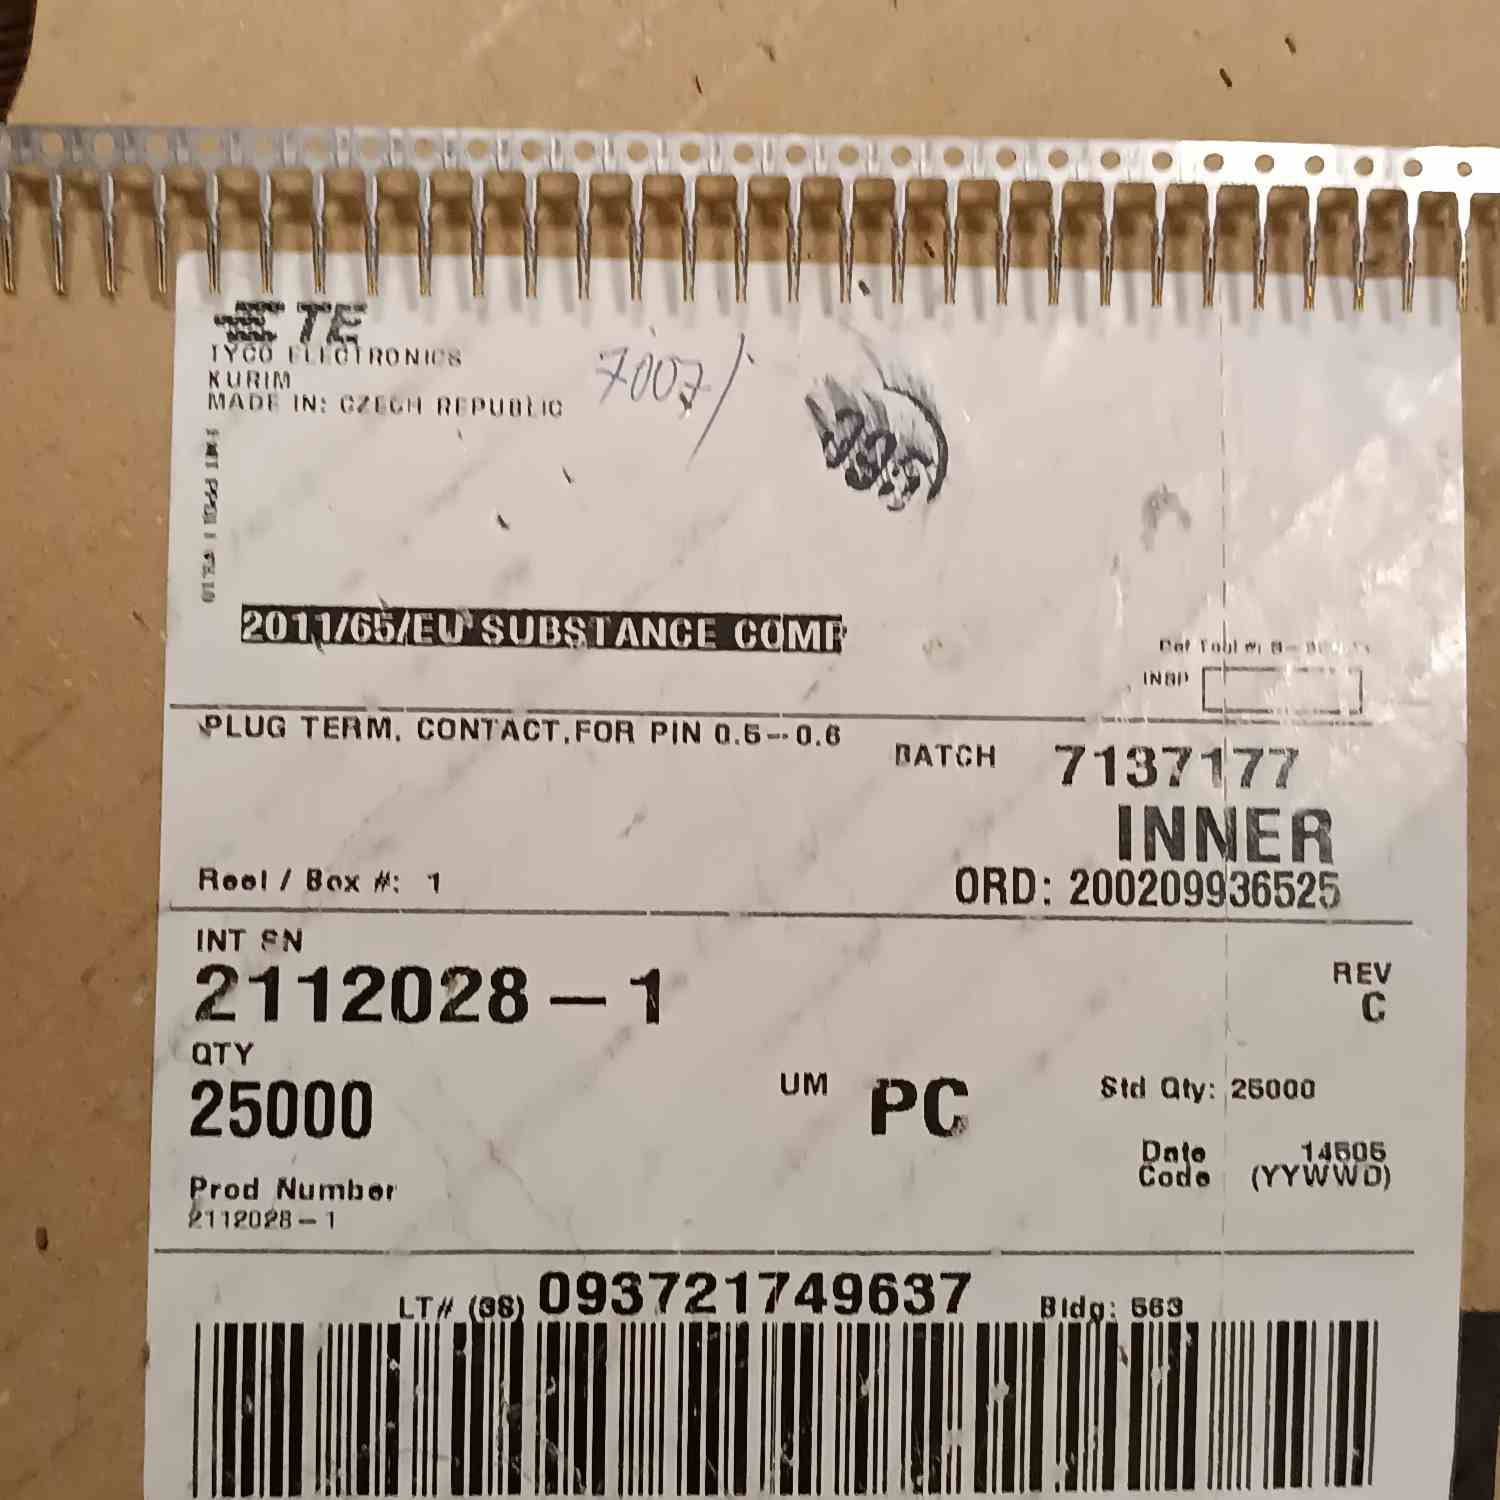 TE
TYCO ELECTRONICS
KURIM
MADE IN: CZECH REPUBLIC
7007/
2011/65/EU SUBSTANCE COMP
INSP
PLUG TERM, CONTACT,FOR PIN 0.5--0.6
BATCH 7137177
INNER
Reel / Box #: 1
ORD: 200209936525
INT SN
2112028-1
REV
C
QTY
25000
UM PC
Std Qty: 25000
Date Code 14505 (YYWWD)
Prod Number
2112028-1
LT# (3S) 093721749637
Bldg: 563